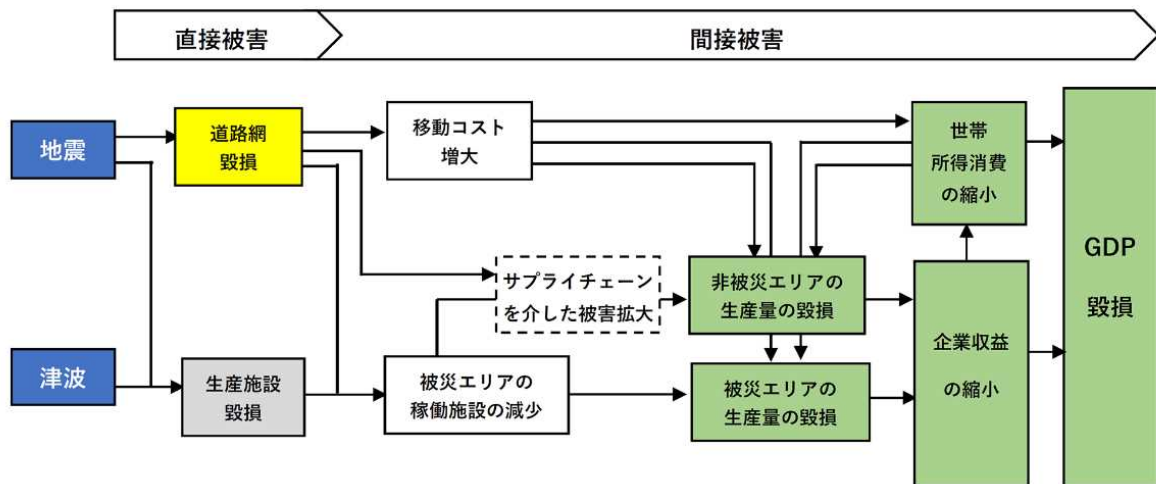 直接被害
間接被害
地震
道路網
毀損
移動コスト
増大
世帯
所得消費
の縮小
GDP
毀損
サプライチェーン
を介した被害拡大
非被災エリアの
生産量の毀損
企業収益
の縮小
津波
生産施設
毀損
被災エリアの
稼働施設の減少
被災エリアの
生産量の毀損